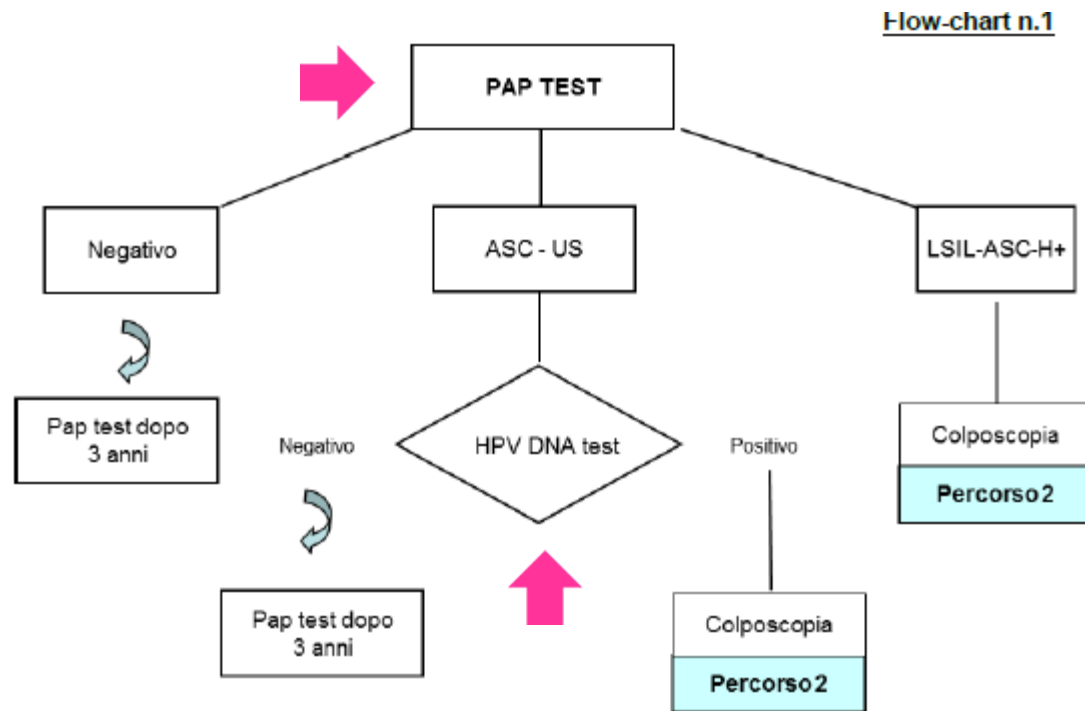 Flow-chart n.1
PAP TEST
Negativo
ASC - US
LSIL-ASC-H+
Pap test dopo
3 anni
Negativo
HPV DNA test
Positivo
Colposcopia
Percorso 2
Pap test dopo
3 anni
Colposcopia
Percorso 2